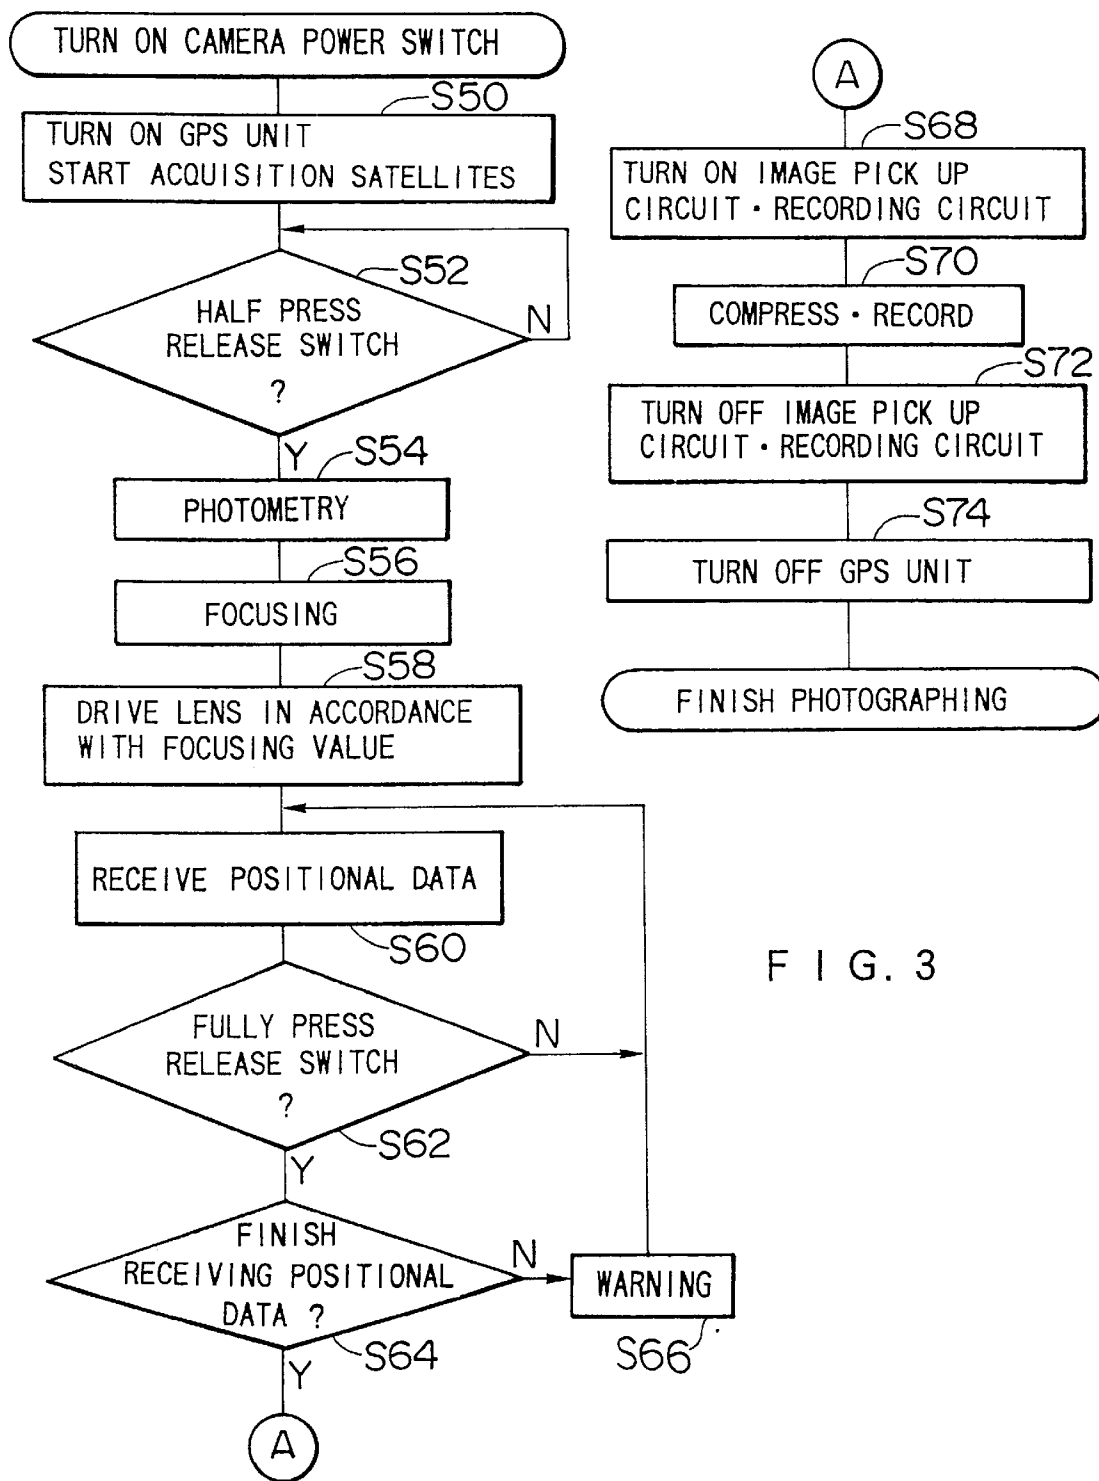 TURN ON CAMERA POWER SWITCH
S50
TURN ON GPS UNIT
START ACQUISITION SATELLITES
S52
HALF PRESS
RELEASE SWITCH
?
N
Y
S54
PHOTOMETRY
S56
FOCUSING
S58
DRIVE LENS IN ACCORDANCE
WITH FOCUSING VALUE
RECEIVE POSITIONAL DATA
S60
FULLY PRESS
RELEASE SWITCH
?
N
S62
Y
FINISH
RECEIVING POSITIONAL
DATA ?
N
WARNING
S66
S64
Y
A
A
S68
TURN ON IMAGE PICK UP
CIRCUIT・RECORDING CIRCUIT
S70
COMPRESS・RECORD
S72
TURN OFF IMAGE PICK UP
CIRCUIT・RECORDING CIRCUIT
S74
TURN OFF GPS UNIT
FINISH PHOTOGRAPHING
FIG. 3